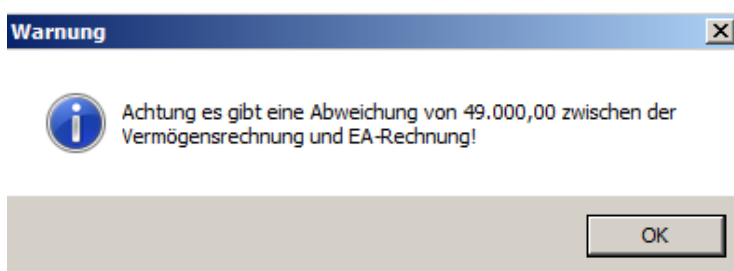 Warnung
Achtung es gibt eine Abweichung von 49.000,00 zwischen der
Vermögensrechnung und EA-Rechnung!
OK